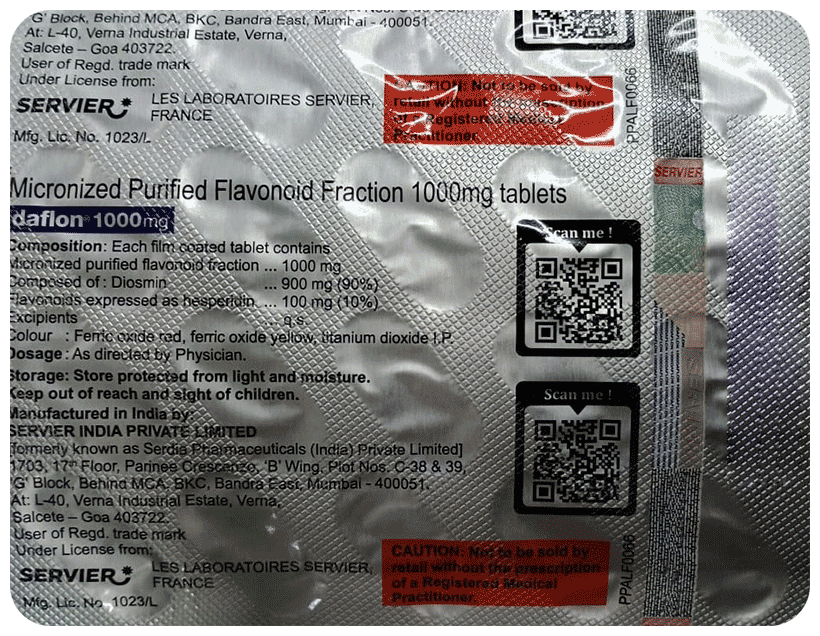 G' Block, Behind MCA, BKC, Bandra East, Mumbai - 400051.
At: L-40, Verna Industrial Estate, Verna,
Salcete – Goa 403722.
User of Regd. trade mark
Under License from:
SERVIER LES LABORATOIRES SERVIER,
FRANCE
Mfg. Lic. No. 1023/L
CAUTION: Not to be sold by
retail without the prescription
of a Registered Medical
Practitioner.
PPALF0066
Micronized Purified Flavonoid Fraction 1000mg tablets
daflon® 1000mg
Composition: Each film coated tablet contains
Micronized purified flavonoid fraction ... 1000 mg
Composed of : Diosmin ... 900 mg (90%)
Flavonoids expressed as hesperidin ... 100 mg (10%)
Excipients ... q.s.
Colour : Ferric oxide red, ferric oxide yellow, titanium dioxide I.P.
Dosage : As directed by Physician.
Storage: Store protected from light and moisture.
Keep out of reach and sight of children.
Manufactured in India by:
SERVIER INDIA PRIVATE LIMITED
[formerly known as Serdia Pharmaceuticals (India) Private Limited]
1703, 17th Floor, Parinee Crescenzo, 'B' Wing, Plot Nos. C-38 & 39,
'G' Block, Behind MCA, BKC, Bandra East, Mumbai - 400051.
At: L-40, Verna Industrial Estate, Verna,
Salcete – Goa 403722.
User of Regd. trade mark
Under License from:
SERVIER LES LABORATOIRES SERVIER,
FRANCE
Mfg. Lic. No. 1023/L
Scan me !
Scan me !
CAUTION: Not to be sold by
retail without the prescription
of a Registered Medical
Practitioner.
PPALF0066
SERVIER
SERVIER